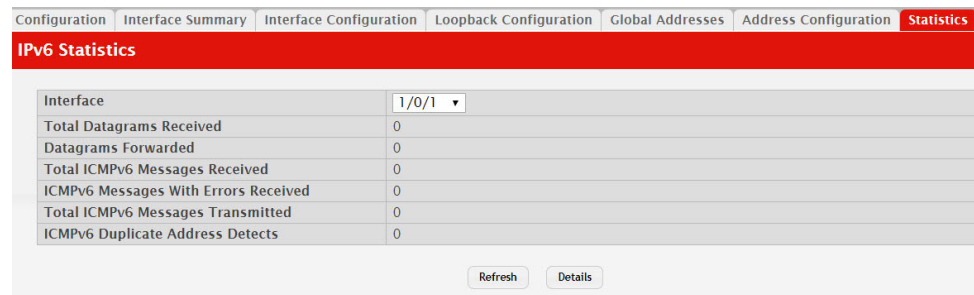 Configuration Interface Summary Interface Configuration Loopback Configuration Global Addresses Address Configuration Statistics
IPv6 Statistics
Interface 1/0/1
Total Datagrams Received 0
Datagrams Forwarded 0
Total ICMPv6 Messages Received 0
ICMPv6 Messages With Errors Received 0
Total ICMPv6 Messages Transmitted 0
ICMPv6 Duplicate Address Detects 0
Refresh Details